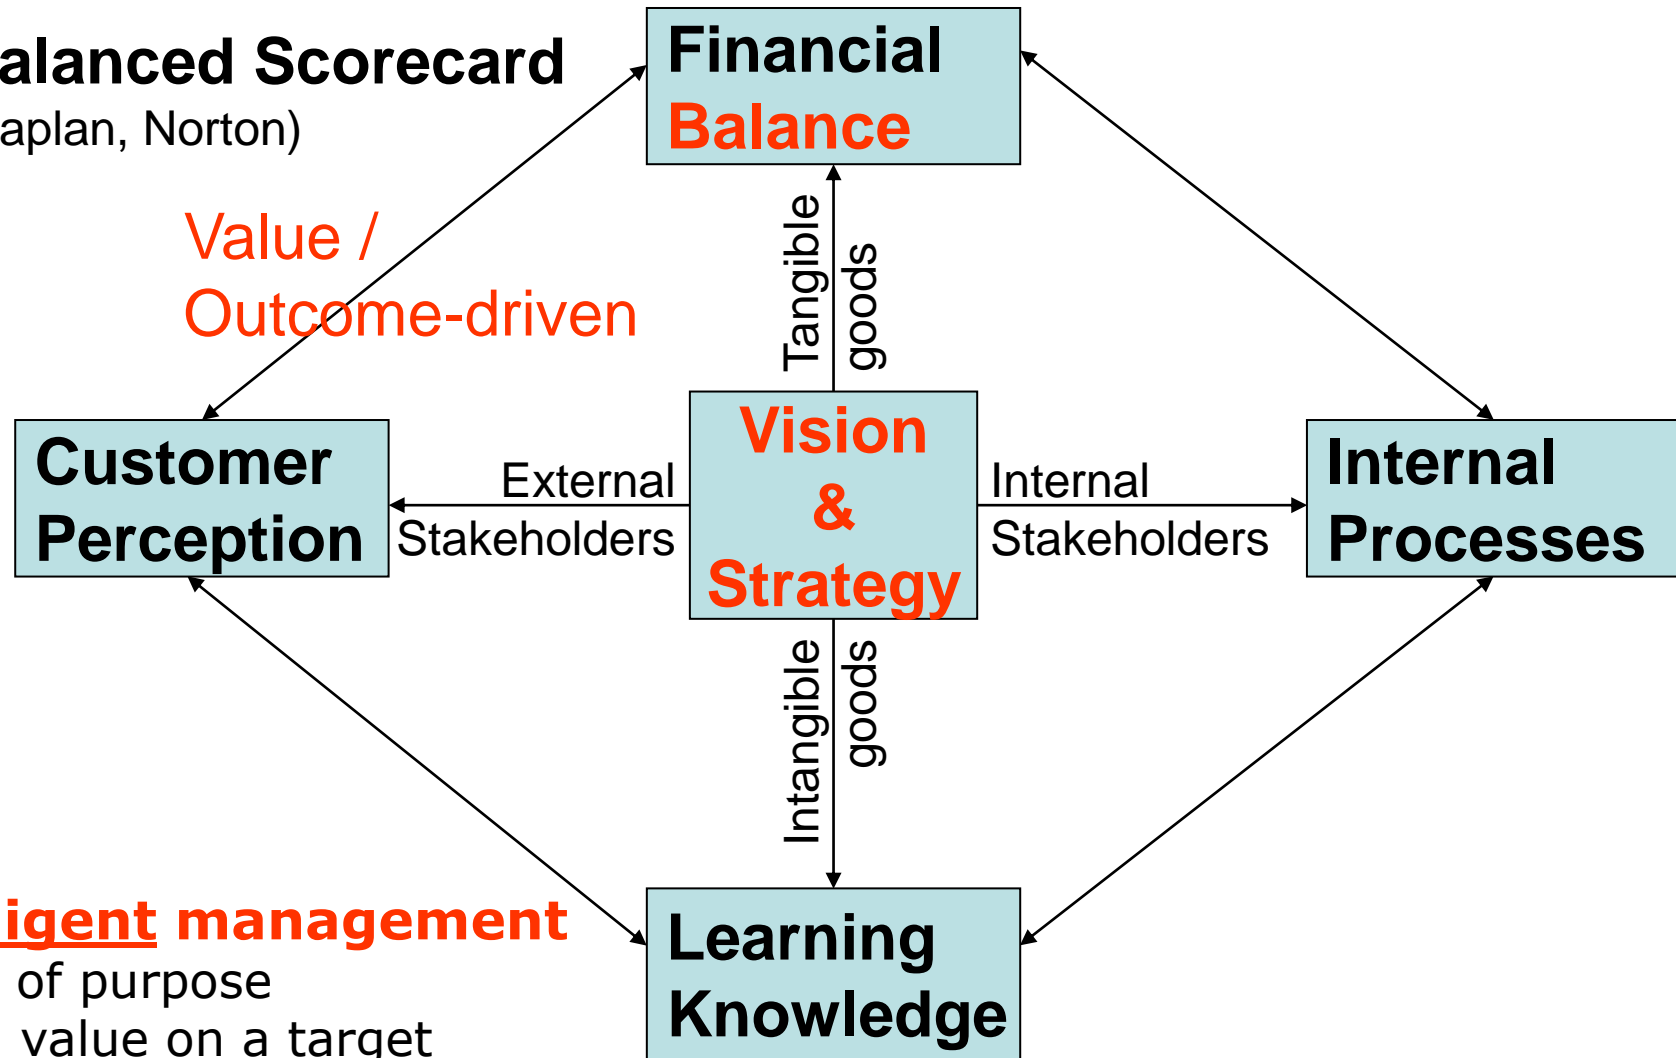 alanced Scorecard
aplan, Norton)
Financial
Balance
Value /
Outcome-driven
Tangible
goods
Customer
Perception
External
Stakeholders
Vision
&
Strategy
Internal
Stakeholders
Internal
Processes
Intangible
goods
igent management
of purpose
value on a target
Learning
Knowledge